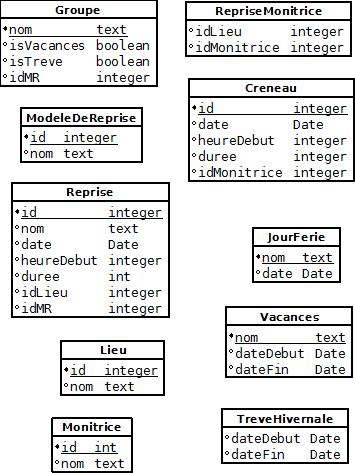 Groupe
nom text
isVacances boolean
isTreve boolean
idMR integer
RepriseMonitrice
idLieu integer
idMonitrice integer
Creneau
id integer
date Date
heureDebut integer
duree integer
idMonitrice integer
ModeleDeReprise
id integer
nom text
Reprise
id integer
nom text
date Date
heureDebut integer
duree int
idLieu integer
idMR integer
JourFerie
nom text
date Date
Vacances
nom text
dateDebut Date
dateFin Date
Lieu
id integer
nom text
Monitrice
id int
nom text
TreveHivernale
dateDebut Date
dateFin Date